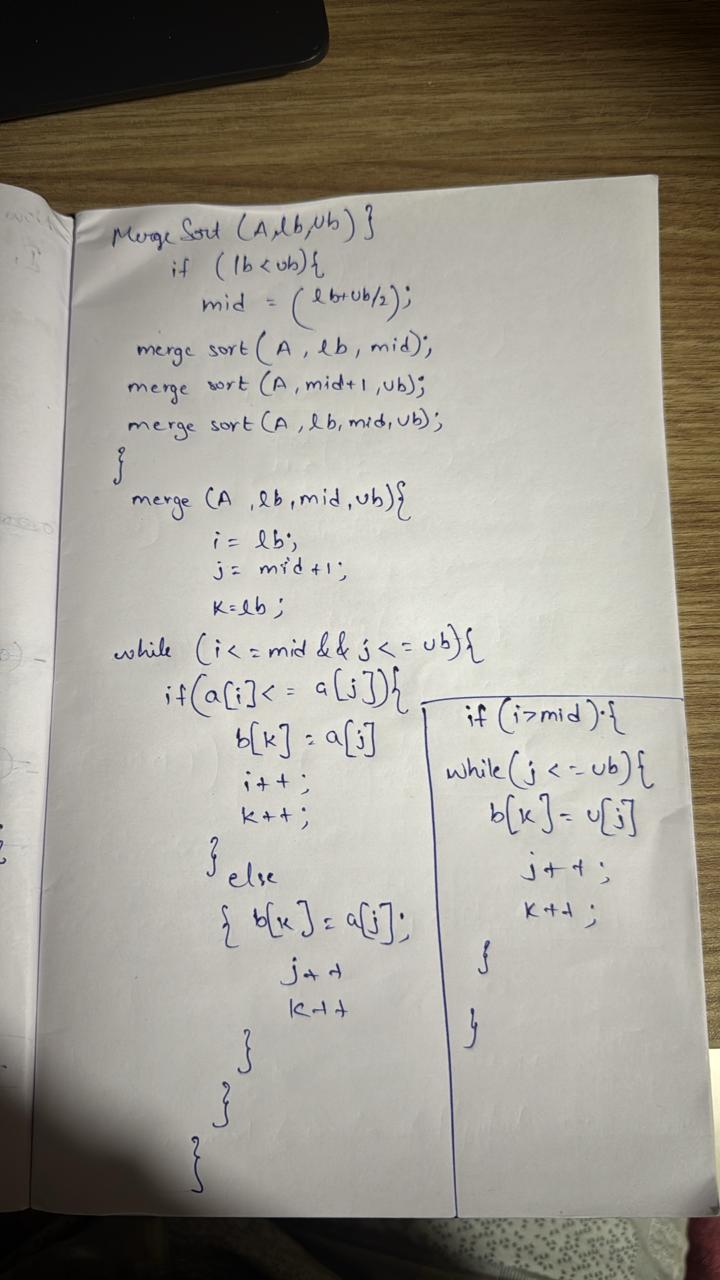 Merge Sort (A,lb,ub) }
if (lb<ub){
mid = (lb+ub/2);
merge sort (A, lb, mid);
merge sort (A, mid+1, ub);
merge sort (A, lb, mid, ub);
}
merge (A, lb, mid, ub){
i = lb;
j = mid+1;
k=lb;
while (i<=mid && j<=ub){
if(a[i]<= a[j]){
b[k] = a[j]
i++;
k++;
} else
{ b[k] = a[j];
j++
k++
}
}
}
if (i>mid) {
while (j<=ub){
b[k]= u[j]
j++;
k++;
}
}